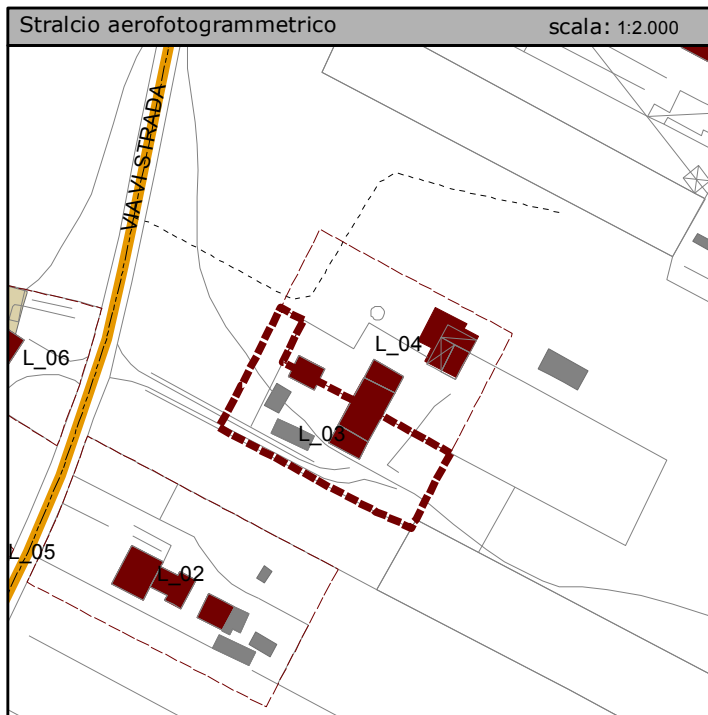 Stralcio aerofotogrammetrico scala: 1:2.000
VIA VI STRADA
L_04
L_06
L_03
L_05
L_02